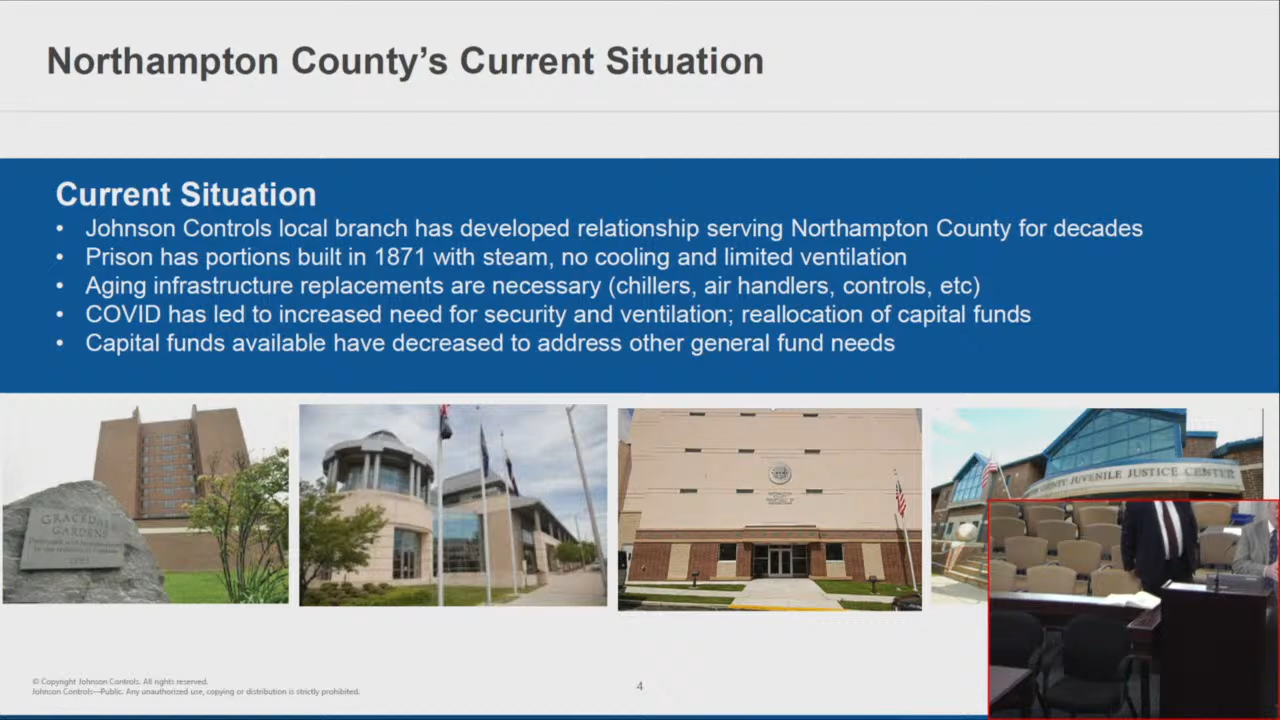 Northampton County’s Current Situation
Current Situation
• Johnson Controls local branch has developed relationship serving Northampton County for decades
• Prison has portions built in 1871 with steam, no cooling and limited ventilation
• Aging infrastructure replacements are necessary (chillers, air handlers, controls, etc)
• COVID has led to increased need for security and ventilation; reallocation of capital funds
• Capital funds available have decreased to address other general fund needs
GRACEDALE
GARDENS
COUNTY JUVENILE JUSTICE CENTER
© Copyright Johnson Controls. All rights reserved.
Johnson Controls—Public. Any unauthorized use, copying or distribution is strictly prohibited.
4